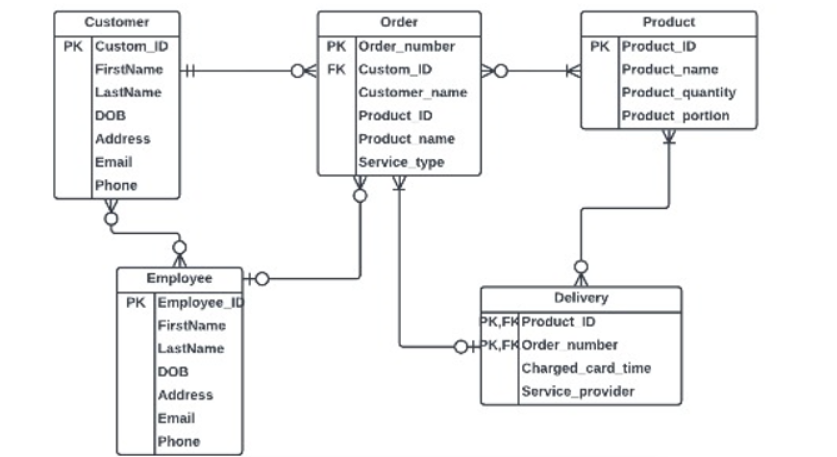 Customer
PK Custom_ID
FirstName
LastName
DOB
Address
Email
Phone
Order
PK Order_number
FK Custom_ID
Customer_name
Product_ID
Product_name
Service_type
Product
PK Product_ID
Product_name
Product_quantity
Product_portion
Employee
PK Employee_ID
FirstName
LastName
DOB
Address
Email
Phone
Delivery
PK,FK Product_ID
PK,FK Order_number
Charged_card_time
Service_provider